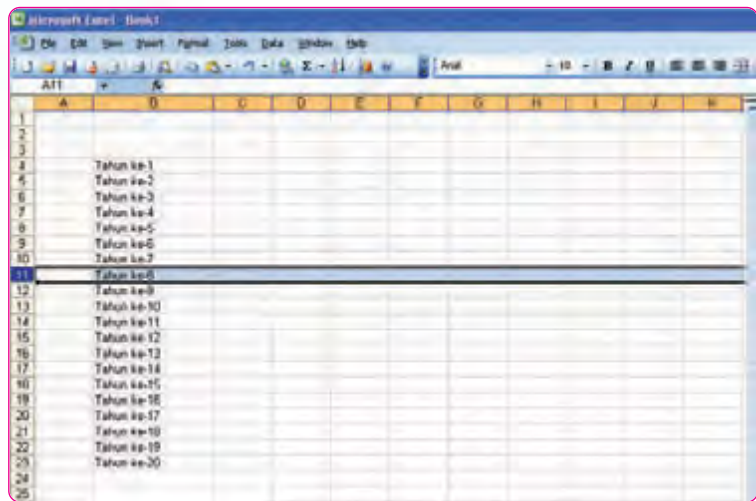 Microsoft Excel - Book1
File Edit View Insert Format Tools Data Window Help
Arial 10 B I U
A11 fx
A B C D E F G H I J K
1
2
3
4 Tahun ke-1
5 Tahun ke-2
6 Tahun ke-3
7 Tahun ke-4
8 Tahun ke-5
9 Tahun ke-6
10 Tahun ke-7
11 Tahun ke-8
12 Tahun ke-9
13 Tahun ke-10
14 Tahun ke-11
15 Tahun ke-12
16 Tahun ke-13
17 Tahun ke-14
18 Tahun ke-15
19 Tahun ke-16
20 Tahun ke-17
21 Tahun ke-18
22 Tahun ke-19
23 Tahun ke-20
24
25